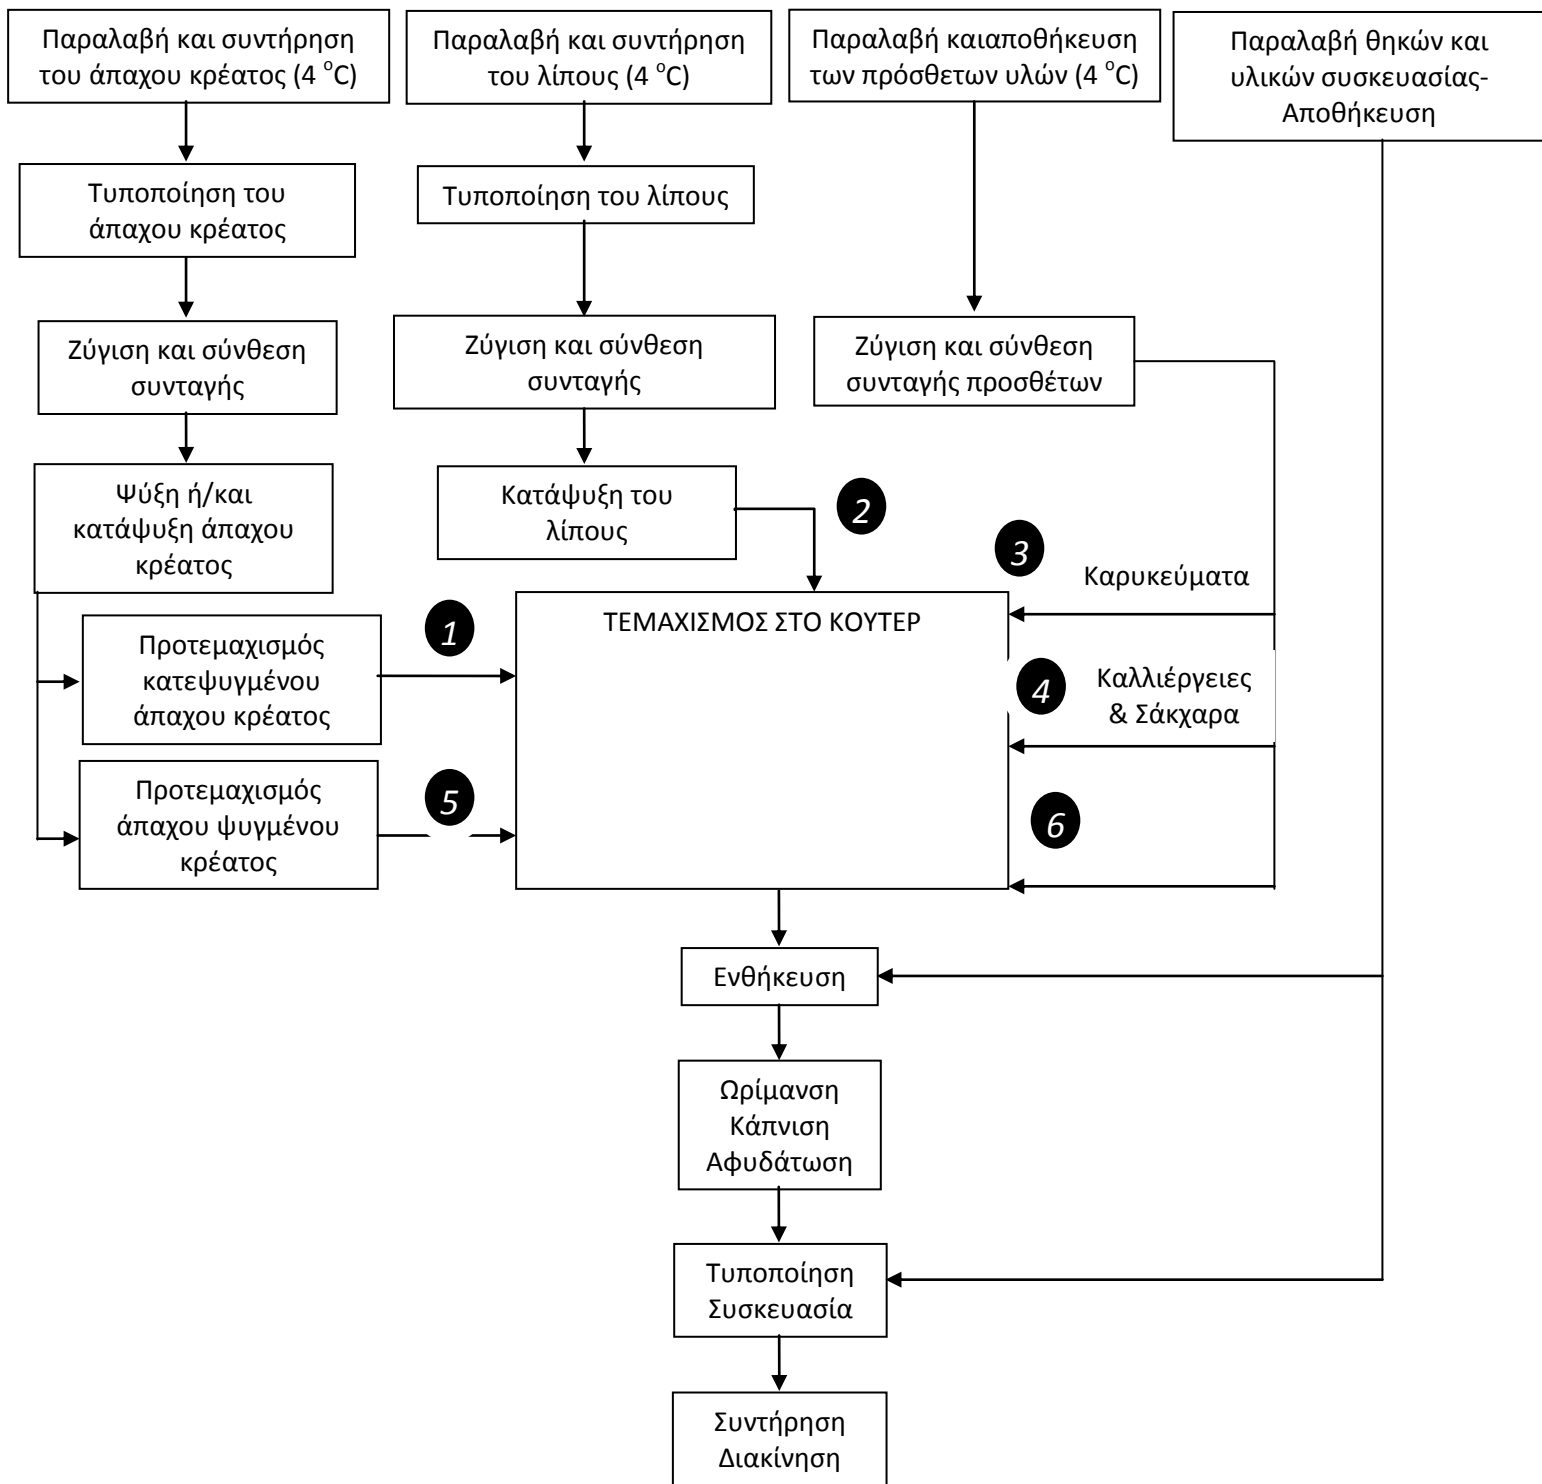 Παραλαβή και συντήρηση
του άπαχου κρέατος (4 °C)
Παραλαβή και συντήρηση
του λίπους (4 °C)
Παραλαβή καιαποθήκευση
των πρόσθετων υλών (4 °C)
Παραλαβή θηκών και
υλικών συσκευασίας-
Αποθήκευση
Τυποποίηση του
άπαχου κρέατος
Τυποποίηση του λίπους
Ζύγιση και σύνθεση
συνταγής
Ζύγιση και σύνθεση
συνταγής
Ζύγιση και σύνθεση
συνταγής προσθέτων
Ψύξη ή/και
κατάψυξη άπαχου
κρέατος
Κατάψυξη του
λίπους
2
3
Καρυκεύματα
ΤΕΜΑΧΙΣΜΟΣ ΣΤΟ ΚΟΥΤΕΡ
1
Προτεμαχισμός
κατεψυγμένου
άπαχου κρέατος
4
Καλλιέργειες
& Σάκχαρα
5
Προτεμαχισμός
άπαχου ψυγμένου
κρέατος
6
Ενθήκευση
Ωρίμανση
Κάπνιση
Αφυδάτωση
Τυποποίηση
Συσκευασία
Συντήρηση
Διακίνηση